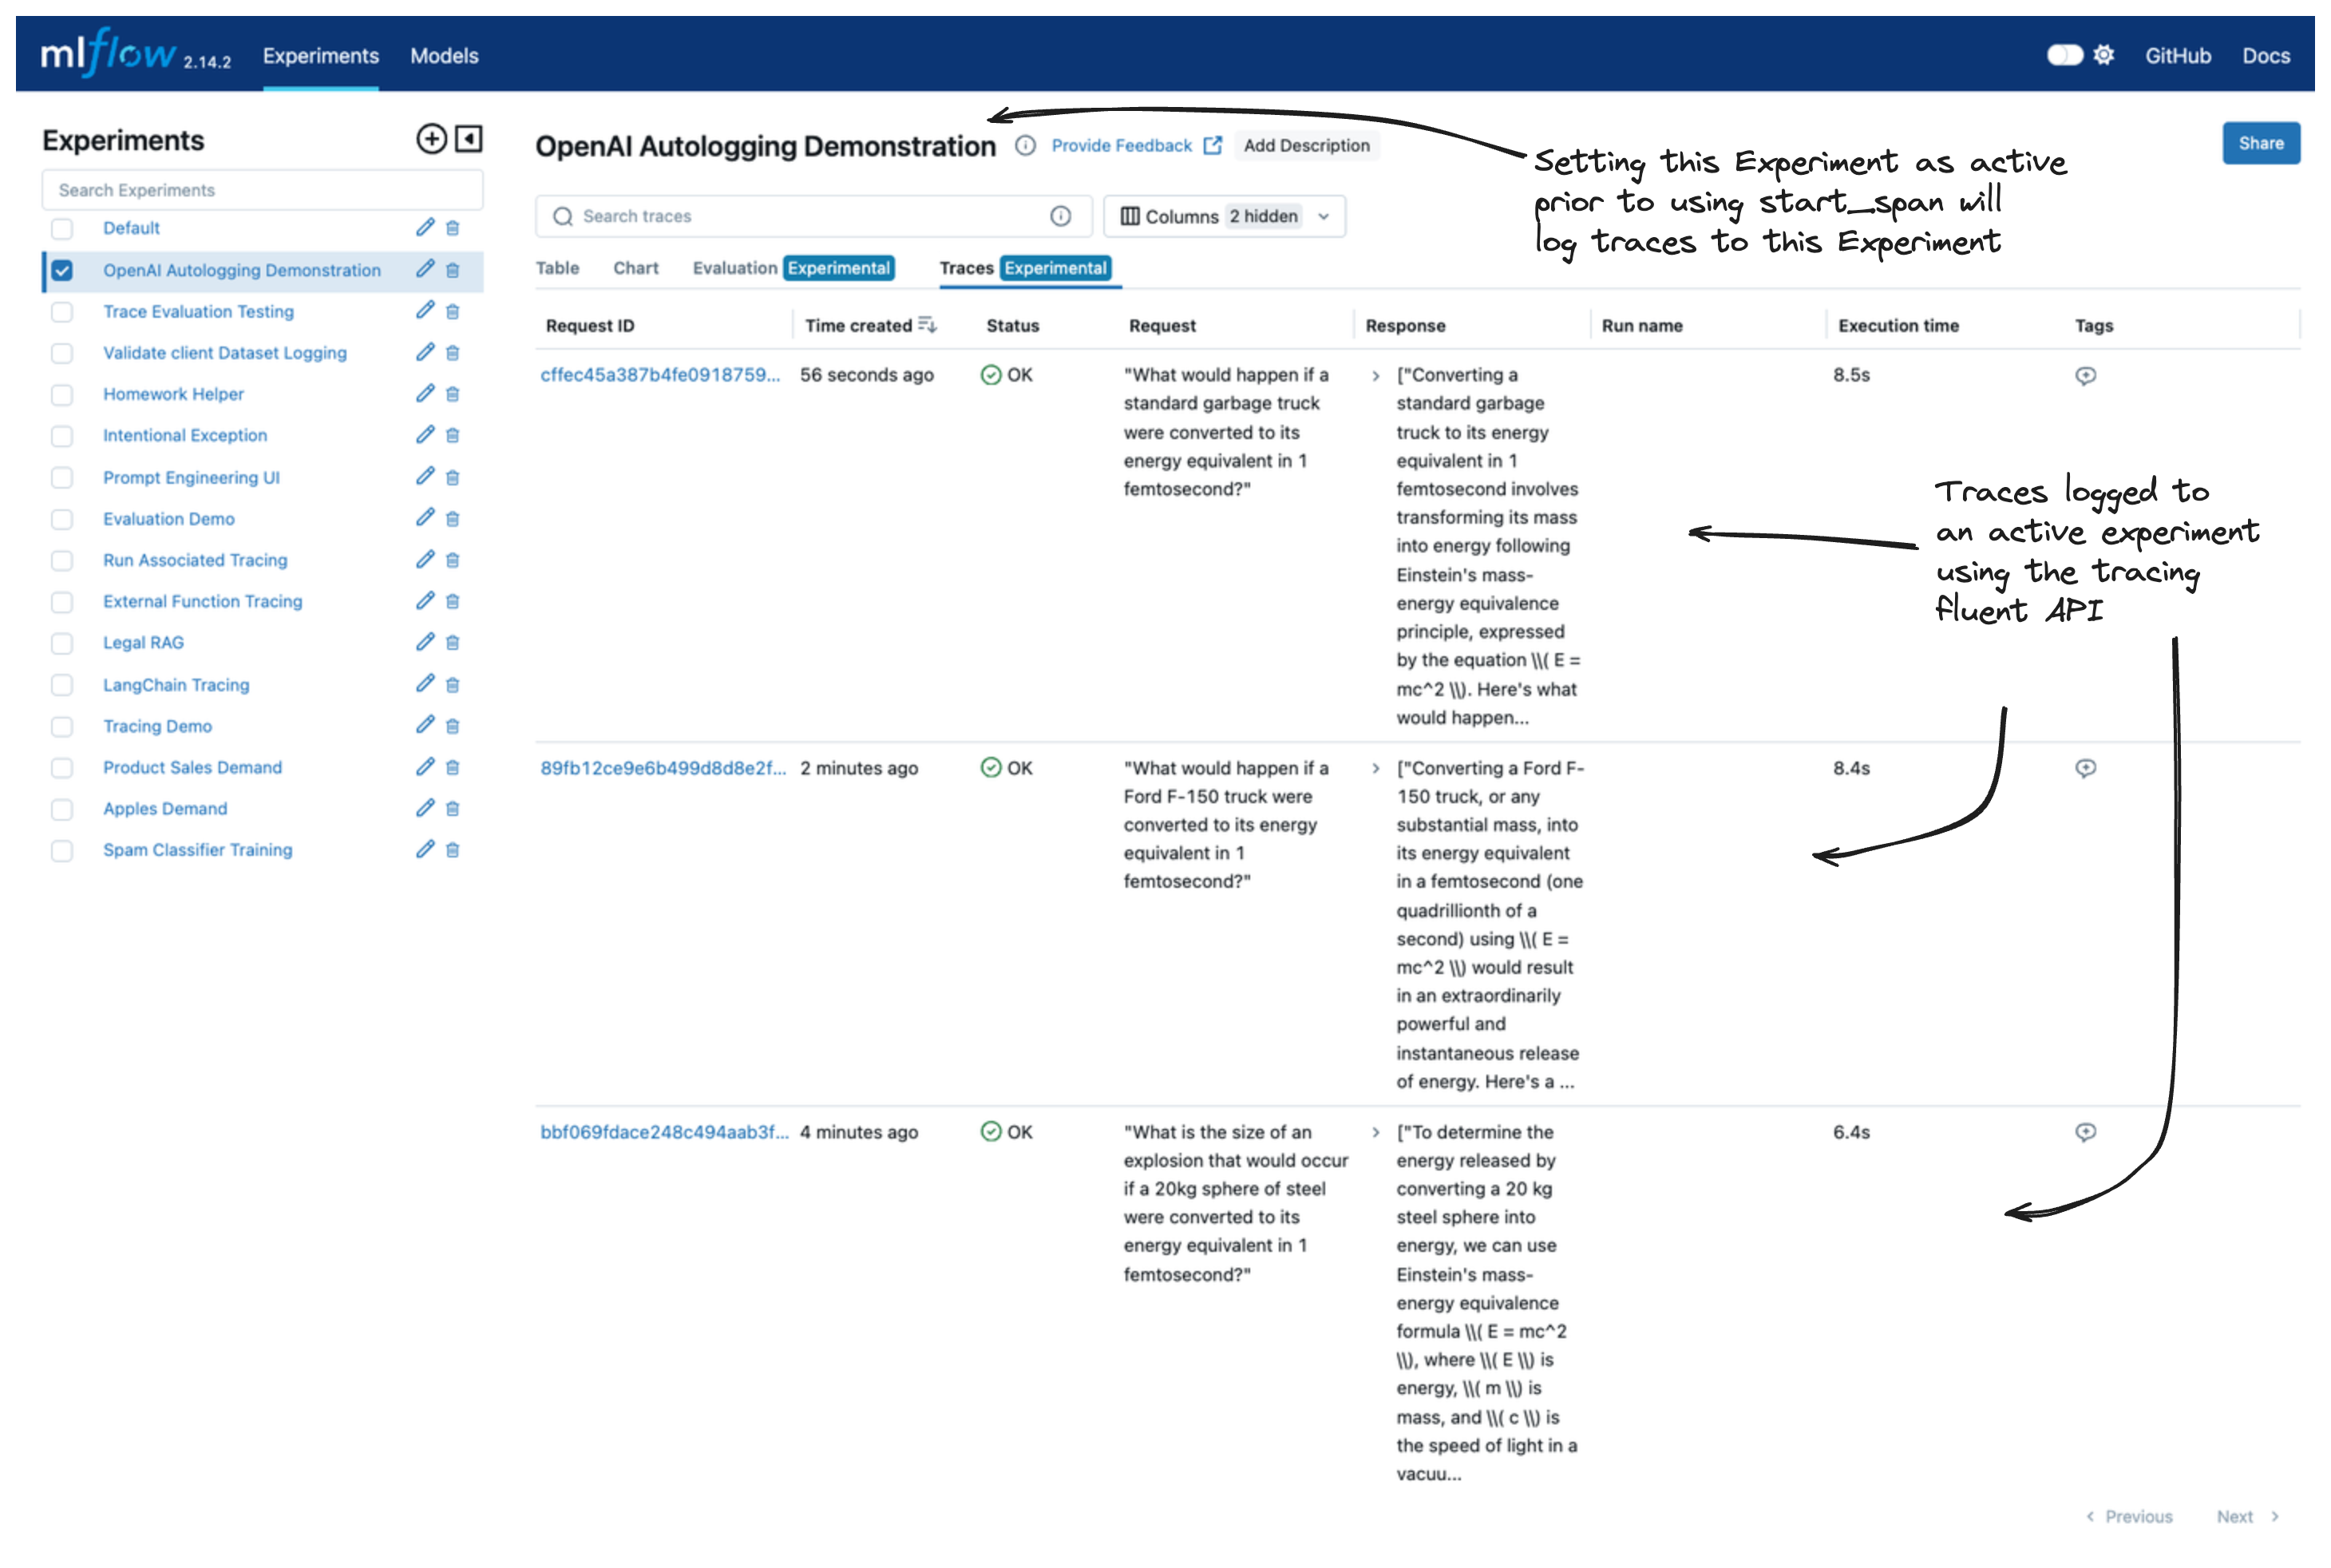 mlflow 2.14.2 Experiments Models GitHub Docs
Experiments
Search Experiments
Default
OpenAI Autologging Demonstration
Trace Evaluation Testing
Validate client Dataset Logging
Homework Helper
Intentional Exception
Prompt Engineering UI
Evaluation Demo
Run Associated Tracing
External Function Tracing
Legal RAG
LangChain Tracing
Tracing Demo
Product Sales Demand
Apples Demand
Spam Classifier Training
OpenAI Autologging Demonstration Provide Feedback Add Description
Share
Setting this Experiment as active
prior to using start_span will
log traces to this Experiment
Search traces
Columns 2 hidden
Table Chart Evaluation Experimental Traces Experimental
Request ID Time created Status Request Response Run name Execution time Tags
cffec45a387b4fe0918759... 56 seconds ago OK
"What would happen if a
standard garbage truck
were converted to its
energy equivalent in 1
femtosecond?"
["Converting a
standard garbage
truck to its energy
equivalent in 1
femtosecond involves
transforming its mass
into energy following
Einstein's mass-
energy equivalence
principle, expressed
by the equation \\( E =
mc^2 \\). Here's what
would happen...
8.5s
Traces logged to
an active experiment
using the tracing
fluent API
89fb12ce9e6b499d8d8e2f... 2 minutes ago OK
"What would happen if a
Ford F-150 truck were
converted to its energy
equivalent in 1
femtosecond?"
["Converting a Ford F-
150 truck, or any
substantial mass, into
its energy equivalent
in a femtosecond (one
quadrillionth of a
second) using \\( E =
mc^2 \\) would result
in an extraordinarily
powerful and
instantaneous release
of energy. Here's a ...
8.4s
bbf069fdace248c494aab3f... 4 minutes ago OK
"What is the size of an
explosion that would occur
if a 20kg sphere of steel
were converted to its
energy equivalent in 1
femtosecond?"
["To determine the
energy released by
converting a 20 kg
steel sphere into
energy, we can use
Einstein's mass-
energy equivalence
formula \\( E = mc^2
\\), where \\( E \\) is
energy, \\( m \\) is
mass, and \\( c \\) is
the speed of light in a
vacuu...
6.4s
Previous Next